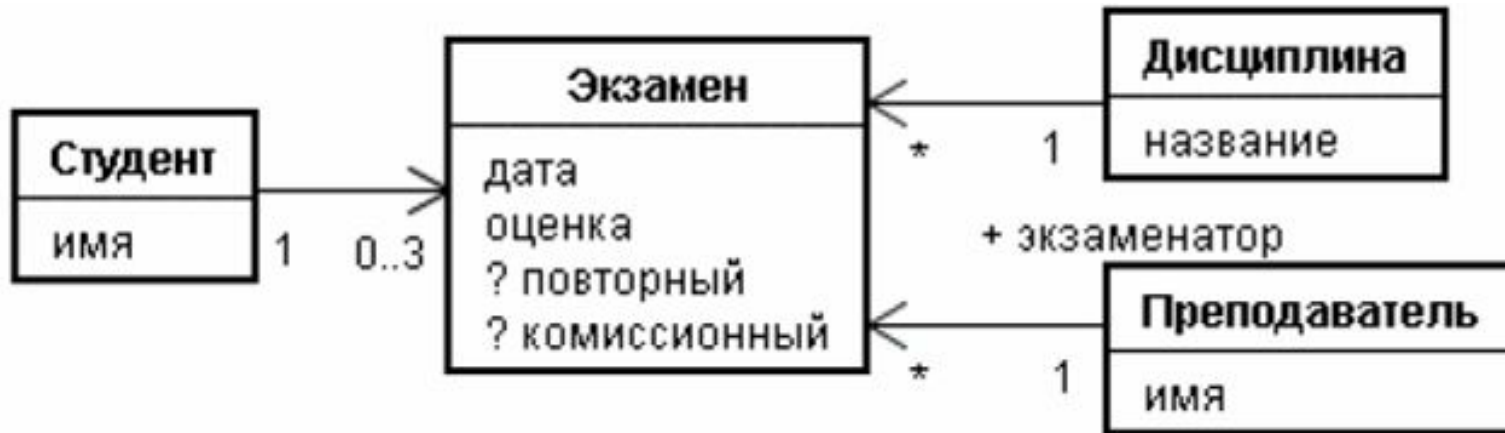 Студент
имя
1
0..3
Экзамен
дата
оценка
? повторный
? комиссионный
Дисциплина
название
*
1
+ экзаменатор
Преподаватель
имя
*
1